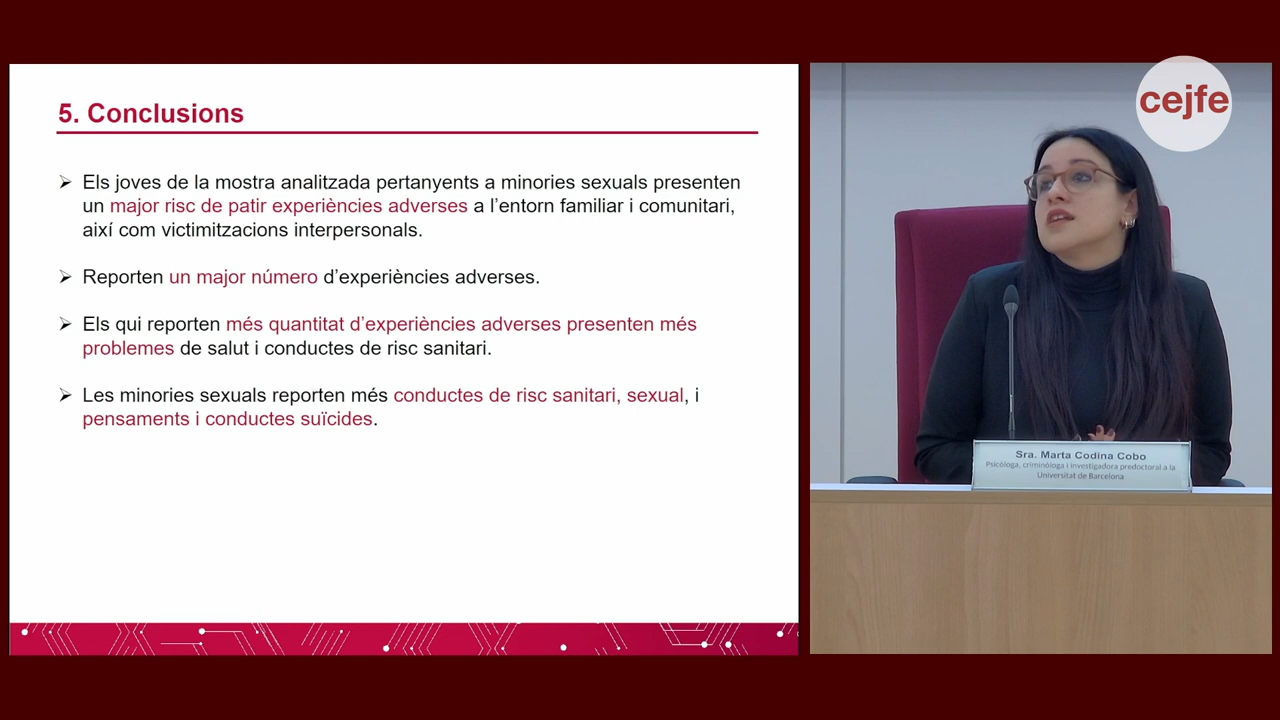 5. Conclusions
Els joves de la mostra analitzada pertanyents a minories sexuals presenten
un major risc de patir experiències adverses a l'entorn familiar i comunitari,
així com victimitzacions interpersonals.
Reporten un major número d'experiències adverses.
Els qui reporten més quantitat d'experiències adverses presenten més
problemes de salut i conductes de risc sanitari.
Les minories sexuals reporten més conductes de risc sanitari, sexual, i
pensaments i conductes suïcides.
cejfe
Sra. Marta Codina Cobo
Psicòloga, criminòloga i investigadora predoctoral a la
Universitat de Barcelona